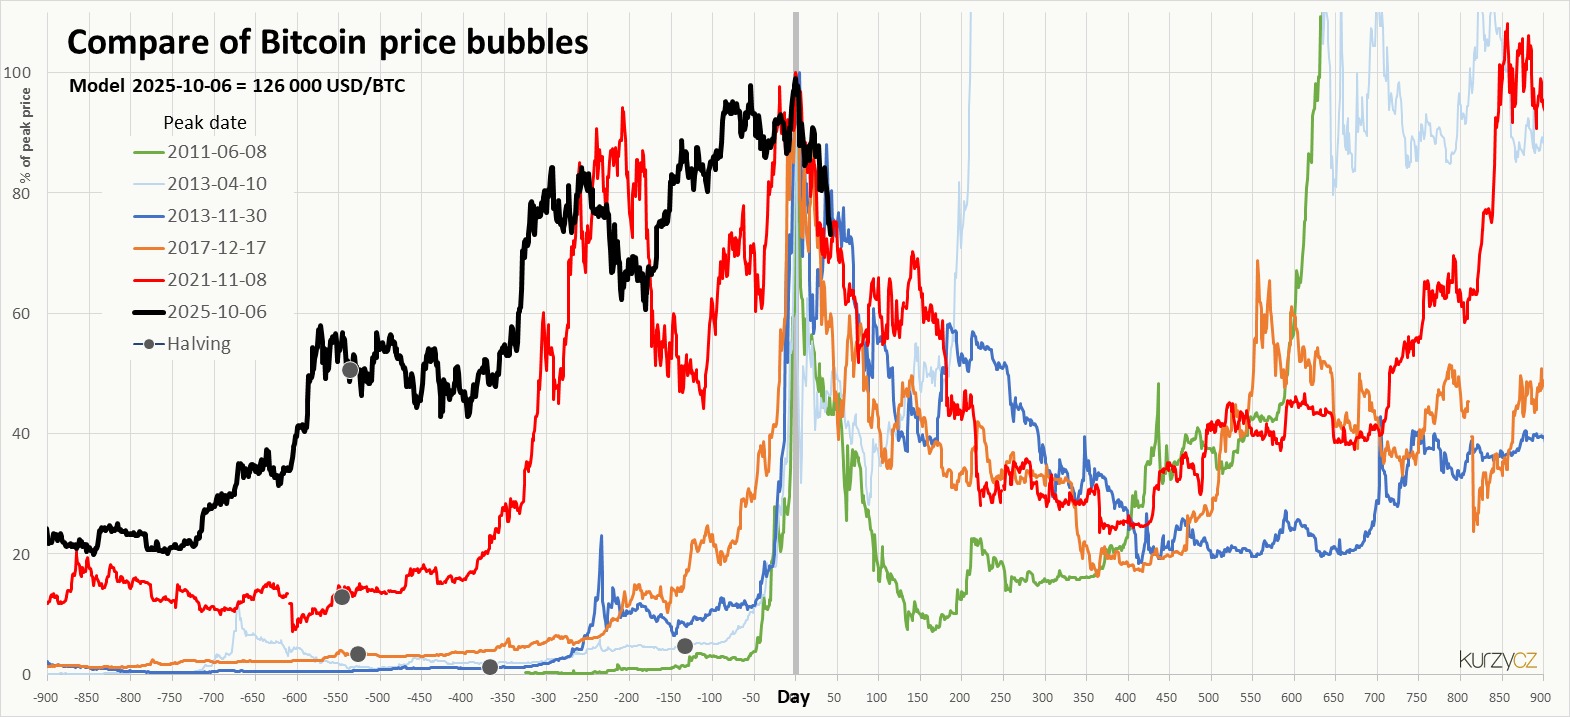 Compare of Bitcoin price bubbles
Model 2025-10-06 = 126 000 USD/BTC
% of peak price
Peak date
2011-06-08
2013-04-10
2013-11-30
2017-12-17
2021-11-08
2025-10-06
Halving
100
80
60
40
20
0
-900 -850 -800 -750 -700 -650 -600 -550 -500 -450 -400 -350 -300 -250 -200 -150 -100 -50 Day 50 100 150 200 250 300 350 400 450 500 550 600 650 700 750 800 850 900
kurzycz